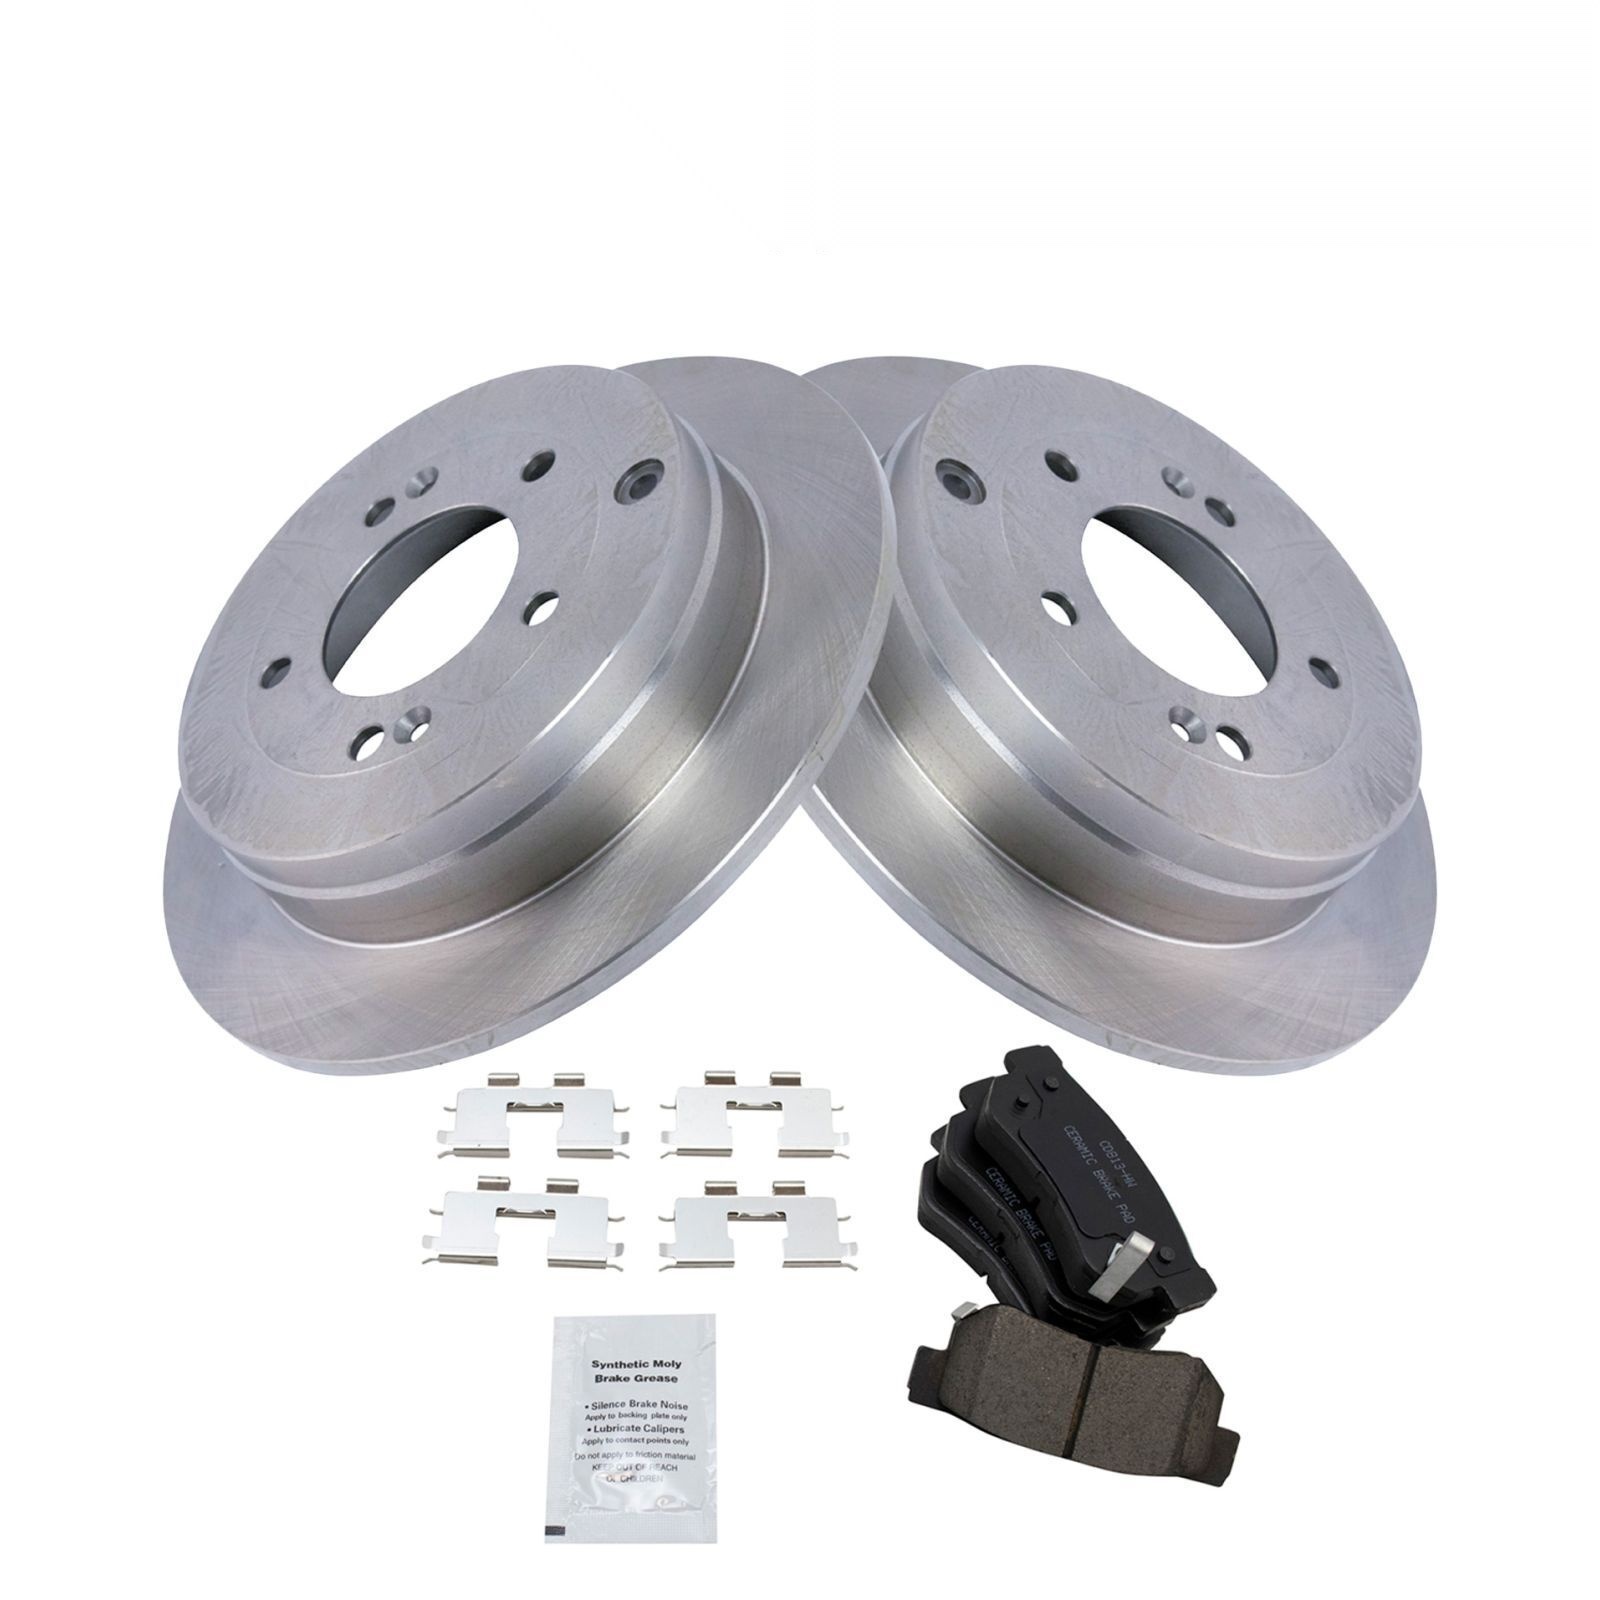 CD813-HW
CERAMIC BRAKE PAD
CERAMIC BRAKE PAD
CERAMIC
Synthetic Moly
Brake Grease
• Silence Brake Noise
Apply to backing plate only
• Lubricate Calipers
Apply to contact points only
Do not apply to friction material
KEEP OUT OF REACH
OF CHILDREN